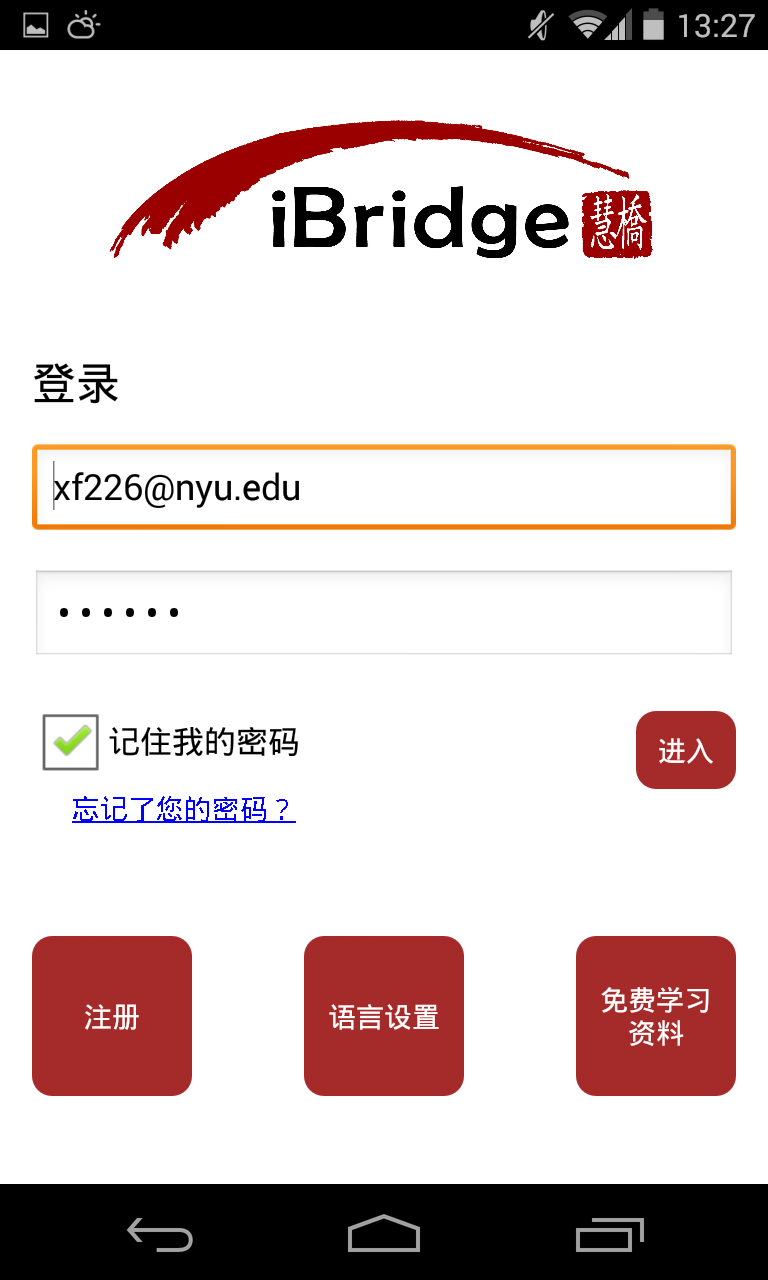 13:27
iBridge 慧橋
登录
xf226@nyu.edu
••••••
记住我的密码
进入
忘记了您的密码？
注册
语言设置
免费学习
资料